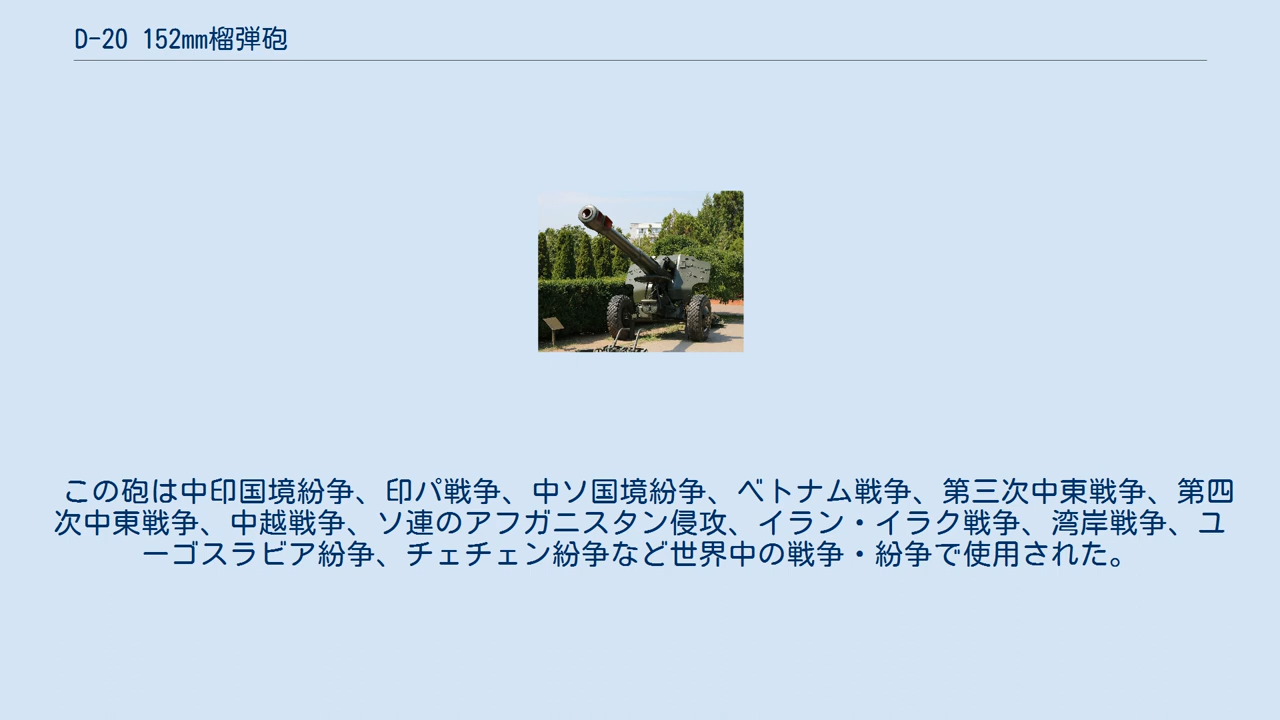 D-20 152mm榴弾砲
この砲は中印国境紛争、印パ戦争、中ソ国境紛争、ベトナム戦争、第三次中東戦争、第四
次中東戦争、中越戦争、ソ連のアフガニスタン侵攻、イラン・イラク戦争、湾岸戦争、ユ
ーゴスラビア紛争、チェチェン紛争など世界中の戦争・紛争で使用された。